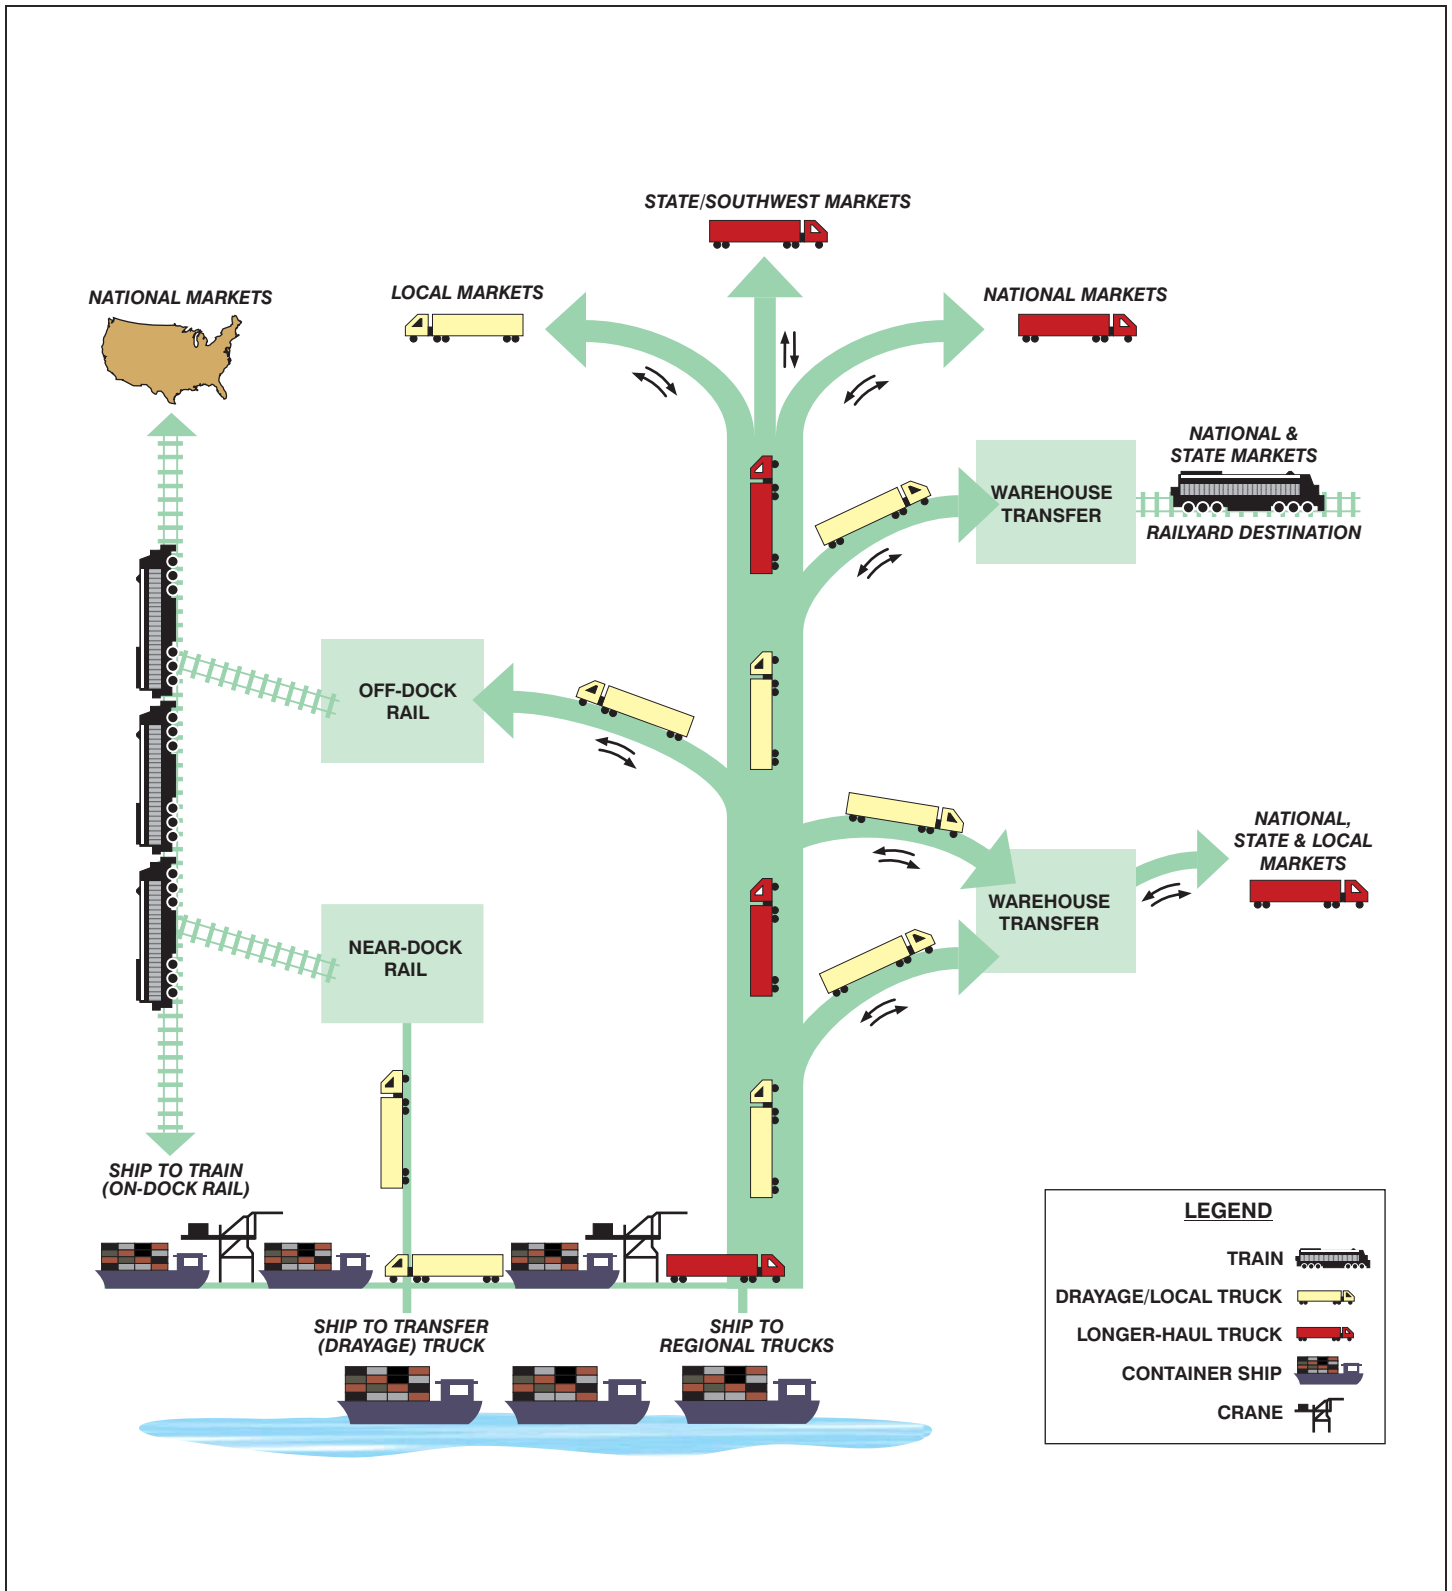 STATE/SOUTHWEST MARKETS
NATIONAL MARKETS
LOCAL MARKETS
NATIONAL MARKETS
NATIONAL &
STATE MARKETS
WAREHOUSE
TRANSFER
RAILYARD DESTINATION
OFF-DOCK
RAIL
NATIONAL,
STATE & LOCAL
MARKETS
WAREHOUSE
TRANSFER
NEAR-DOCK
RAIL
SHIP TO TRAIN
(ON-DOCK RAIL)
SHIP TO TRANSFER
(DRAYAGE) TRUCK
SHIP TO
REGIONAL TRUCKS
LEGEND
TRAIN
DRAYAGE/LOCAL TRUCK
LONGER-HAUL TRUCK
CONTAINER SHIP
CRANE